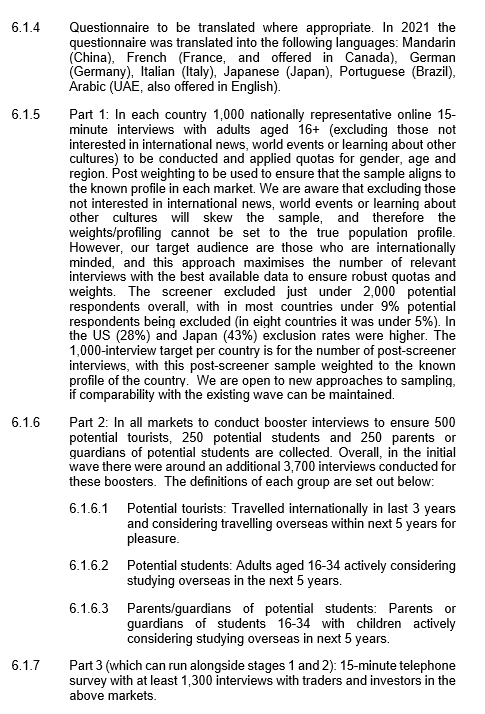 6.1.4 Questionnaire to be translated where appropriate. In 2021 the
questionnaire was translated into the following languages: Mandarin
(China), French (France, and offered in Canada), German
(Germany), Italian (Italy), Japanese (Japan), Portuguese (Brazil),
Arabic (UAE, also offered in English).
6.1.5 Part 1: In each country 1,000 nationally representative online 15-
minute interviews with adults aged 16+ (excluding those not
interested in international news, world events or learning about other
cultures) to be conducted and applied quotas for gender, age and
region. Post weighting to be used to ensure that the sample aligns to
the known profile in each market. We are aware that excluding those
not interested in international news, world events or learning about
other cultures will skew the sample, and therefore the
weights/profiling cannot be set to the true population profile.
However, our target audience are those who are internationally
minded, and this approach maximises the number of relevant
interviews with the best available data to ensure robust quotas and
weights. The screener excluded just under 2,000 potential
respondents overall, with in most countries under 9% potential
respondents being excluded (in eight countries it was under 5%). In
the US (28%) and Japan (43%) exclusion rates were higher. The
1,000-interview target per country is for the number of post-screener
interviews, with this post-screener sample weighted to the known
profile of the country. We are open to new approaches to sampling,
if comparability with the existing wave can be maintained.
6.1.6 Part 2: In all markets to conduct booster interviews to ensure 500
potential tourists, 250 potential students and 250 parents or
guardians of potential students are collected. Overall, in the initial
wave there were around an additional 3,700 interviews conducted for
these boosters. The definitions of each group are set out below:
6.1.6.1 Potential tourists: Travelled internationally in last 3 years
and considering travelling overseas within next 5 years for
pleasure.
6.1.6.2 Potential students: Adults aged 16-34 actively considering
studying overseas in the next 5 years.
6.1.6.3 Parents/guardians of potential students: Parents or
guardians of students 16-34 with children actively
considering studying overseas in next 5 years.
6.1.7 Part 3 (which can run alongside stages 1 and 2): 15-minute telephone
survey with at least 1,300 interviews with traders and investors in the
above markets.